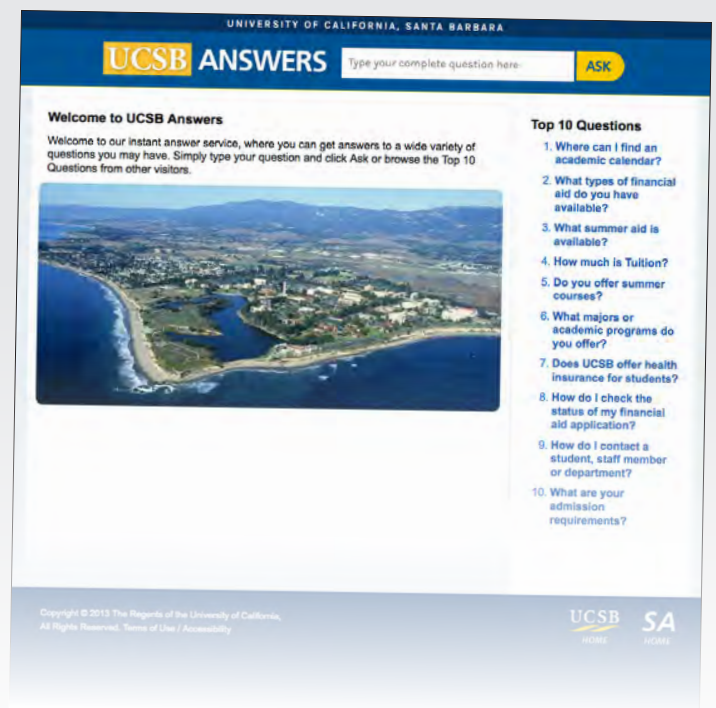 UNIVERSITY OF CALIFORNIA, SANTA BARBARA
UCSB ANSWERS
Type your complete question here
ASK
Welcome to UCSB Answers
Welcome to our instant answer service, where you can get answers to a wide variety of
questions you may have. Simply type your question and click Ask or browse the Top 10
Questions from other visitors.
Top 10 Questions
1. Where can I find an
academic calendar?
2. What types of financial
aid do you have
available?
3. What summer aid is
available?
4. How much is Tuition?
5. Do you offer summer
courses?
6. What majors or
academic programs do
you offer?
7. Does UCSB offer health
insurance for students?
8. How do I check the
status of my financial
aid application?
9. How do I contact a
student, staff member
or department?
10. What are your
admission
requirements?
Copyright © 2013 The Regents of the University of California,
All Rights Reserved. Terms of Use / Accessibility
UCSB
HOME
SA
HOME